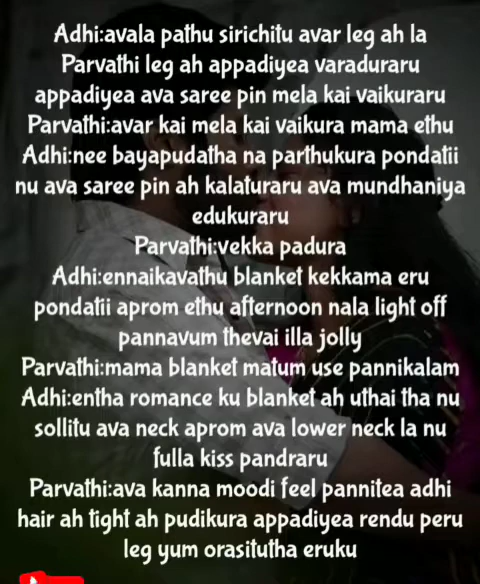 Adhi:avala pathu sirichitu avar leg ah la
Parvathi leg ah appadiyea varaduraru
appadiyea ava saree pin mela kai vaikuraru
Parvathi:avar kai mela kai vaikura mama ethu
Adhi:nee bayapudatha na parthukura pondatii
nu ava saree pin ah kalaturaru ava mundhaniya
edukuraru
Parvathi:vekka padura
Adhi:ennaikavathu blanket kekkama eru
pondatii aprom ethu afternoon nala light off
pannavum thevai illa jolly
Parvathi:mama blanket matum use pannikalam
Adhi:entha romance ku blanket ah uthai tha nu
sollitu ava neck aprom ava lower neck la nu
fulla kiss pandraru
Parvathi:ava kanna moodi feel pannitea adhi
hair ah tight ah pudikura appadiyea rendu peru
leg yum orasitutha eruku